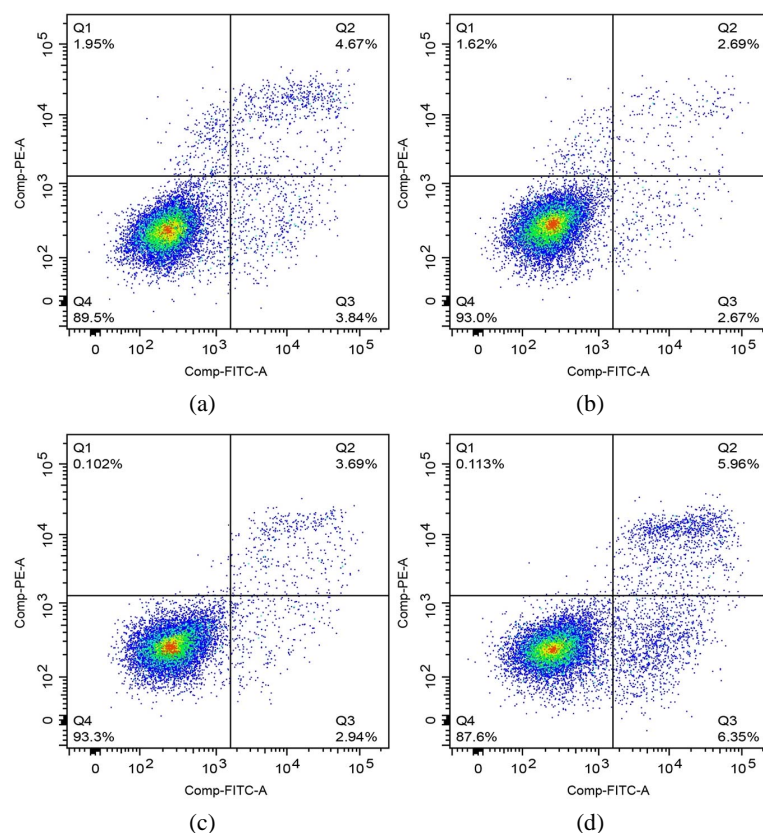 Q1
1.95%
Q2
4.67%
Q4
89.5%
Q3
3.84%
10^5
10^4
10^3
10^2
0
Comp-PE-A
0
10^2
10^3
10^4
10^5
Comp-FITC-A
(a)
Q1
1.62%
Q2
2.69%
Q4
93.0%
Q3
2.67%
10^5
10^4
10^3
10^2
0
Comp-PE-A
0
10^2
10^3
10^4
10^5
Comp-FITC-A
(b)
Q1
0.102%
Q2
3.69%
Q4
93.3%
Q3
2.94%
10^5
10^4
10^3
10^2
0
Comp-PE-A
0
10^2
10^3
10^4
10^5
Comp-FITC-A
(c)
Q1
0.113%
Q2
5.96%
Q4
87.6%
Q3
6.35%
10^5
10^4
10^3
10^2
0
Comp-PE-A
0
10^2
10^3
10^4
10^5
Comp-FITC-A
(d)